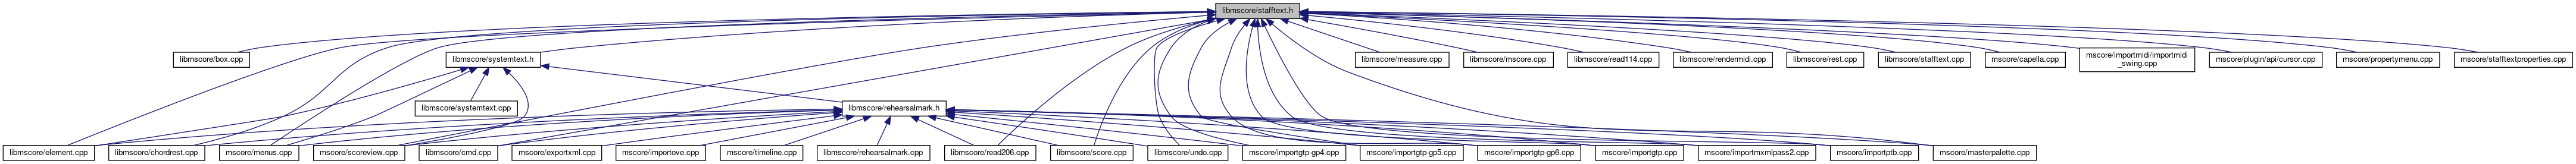 libmscore/stafftext.h
libmscore/box.cpp
libmscore/systemtext.h
libmscore/measure.cpp
libmscore/mscore.cpp
libmscore/read114.cpp
libmscore/rendermidi.cpp
libmscore/rest.cpp
libmscore/stafftext.cpp
mscore/capella.cpp
mscore/importmidi/importmidi
_swing.cpp
mscore/plugin/api/cursor.cpp
mscore/propertymenu.cpp
mscore/stafftextproperties.cpp
libmscore/systemtext.cpp
libmscore/rehearsalmark.h
libmscore/element.cpp
libmscore/chordrest.cpp
mscore/menus.cpp
mscore/scoreview.cpp
libmscore/cmd.cpp
mscore/exportxml.cpp
mscore/importove.cpp
mscore/timeline.cpp
libmscore/rehearsalmark.cpp
libmscore/read206.cpp
libmscore/score.cpp
libmscore/undo.cpp
mscore/importgtp-gp4.cpp
mscore/importgtp-gp5.cpp
mscore/importgtp-gp6.cpp
mscore/importgtp.cpp
mscore/importmxmlpass2.cpp
mscore/importptb.cpp
mscore/masterpalette.cpp